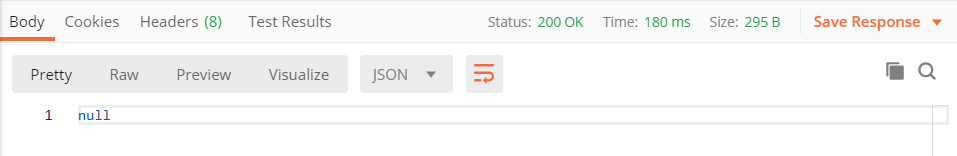 Body Cookies Headers (8) Test Results Status: 200 OK Time: 180 ms Size: 295 B Save Response
Pretty Raw Preview Visualize JSON
1 null